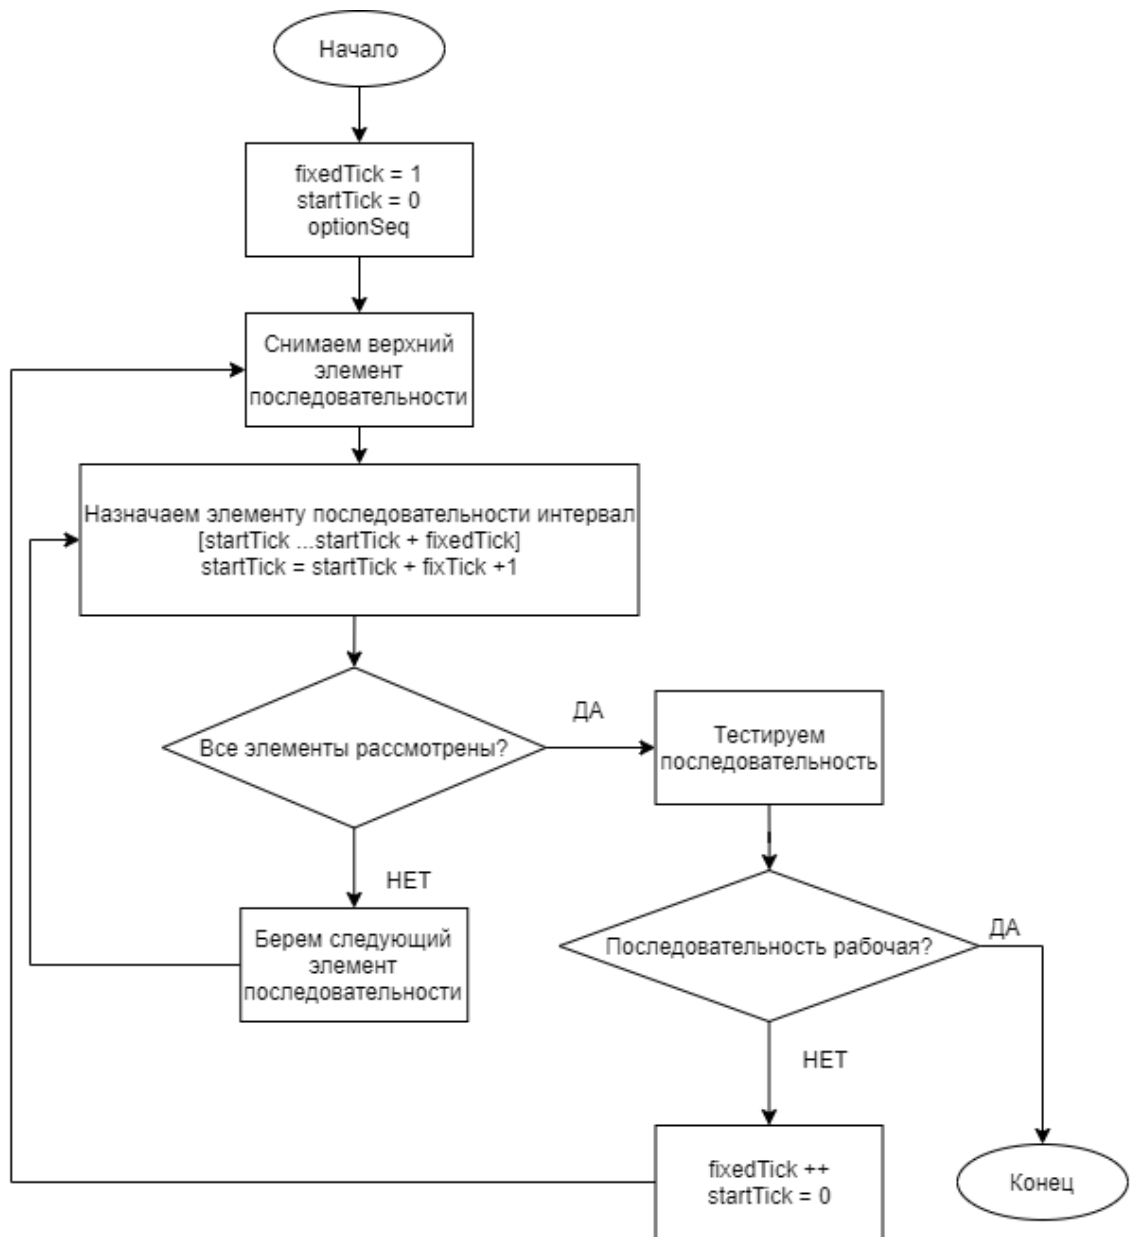 Начало
fixedTick = 1
startTick = 0
optionSeq
Снимаем верхний
элемент
последовательности
Назначаем элементу последовательности интервал
[startTick ...startTick + fixedTick]
startTick = startTick + fixTick +1
Все элементы рассмотрены?
ДА
Тестируем
последовательность
НЕТ
Берем следующий
элемент
последовательности
Последовательность рабочая?
ДА
НЕТ
fixedTick ++
startTick = 0
Конец